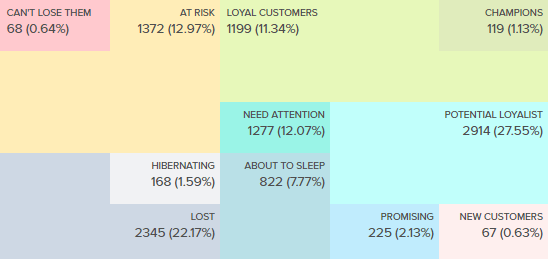 CAN'T LOSE THEM
68 (0.64%)
AT RISK
1372 (12.97%)
LOYAL CUSTOMERS
1199 (11.34%)
CHAMPIONS
119 (1.13%)
NEED ATTENTION
1277 (12.07%)
POTENTIAL LOYALIST
2914 (27.55%)
HIBERNATING
168 (1.59%)
ABOUT TO SLEEP
822 (7.77%)
LOST
2345 (22.17%)
PROMISING
225 (2.13%)
NEW CUSTOMERS
67 (0.63%)